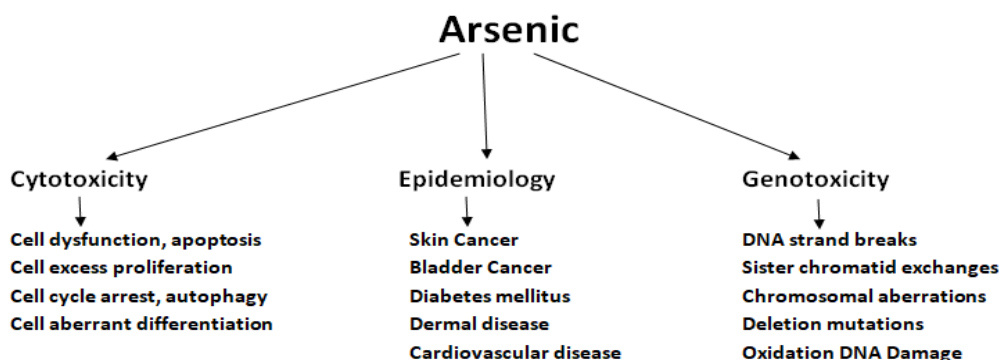 Arsenic
Cytotoxicity
Cell dysfunction, apoptosis
Cell excess proliferation
Cell cycle arrest, autophagy
Cell aberrant differentiation
Epidemiology
Skin Cancer
Bladder Cancer
Diabetes mellitus
Dermal disease
Cardiovascular disease
Genotoxicity
DNA strand breaks
Sister chromatid exchanges
Chromosomal aberrations
Deletion mutations
Oxidation DNA Damage